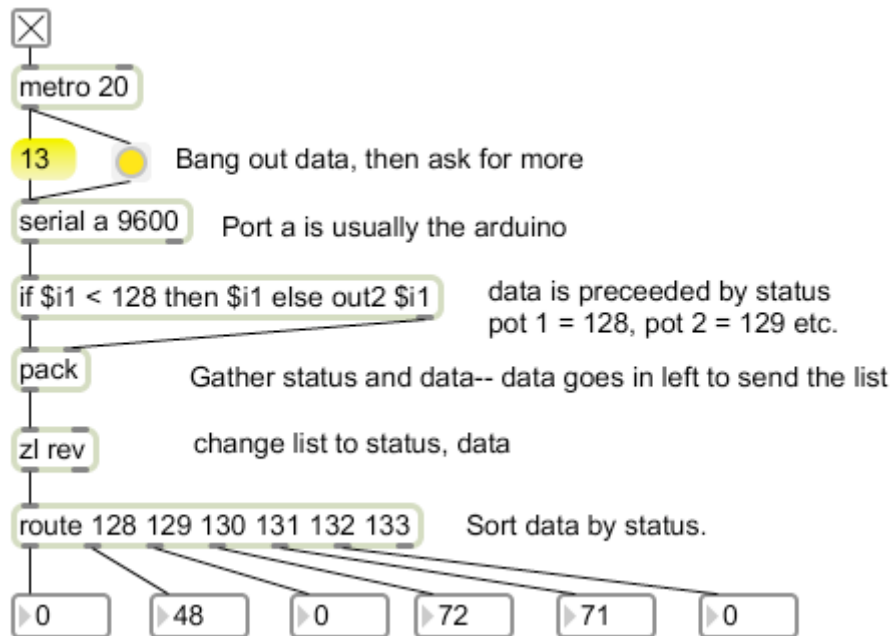 metro 20
13 Bang out data, then ask for more
serial a 9600 Port a is usually the arduino
if $i1 < 128 then $i1 else out2 $i1
data is preceeded by status
pot 1 = 128, pot 2 = 129 etc.
pack
Gather status and data-- data goes in left to send the list
zl rev
change list to status, data
route 128 129 130 131 132 133 Sort data by status.
0 48 0 72 71 0